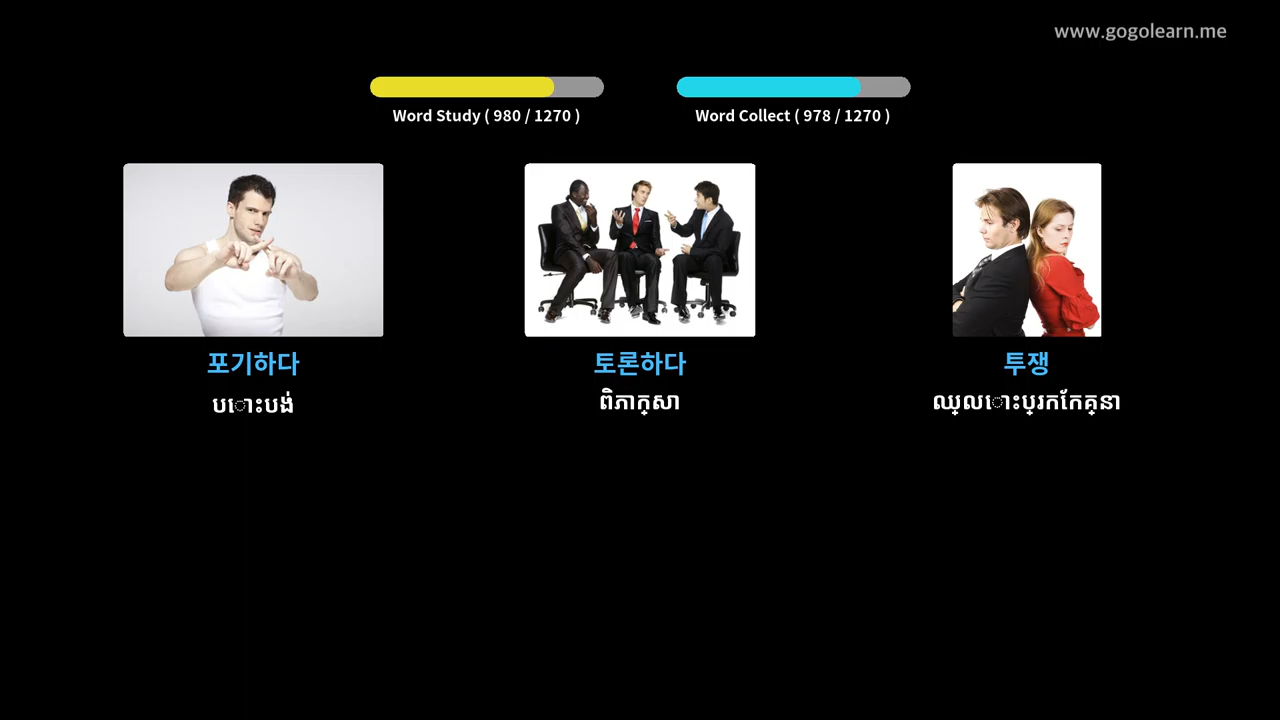 www.gogolearn.me
Word Study ( 980 / 1270 )
Word Collect ( 978 / 1270 )
포기하다
토론하다
투쟁
បោះបង់
ពិភាក្សា
ឈ្លោះប្រកកែគ្នា